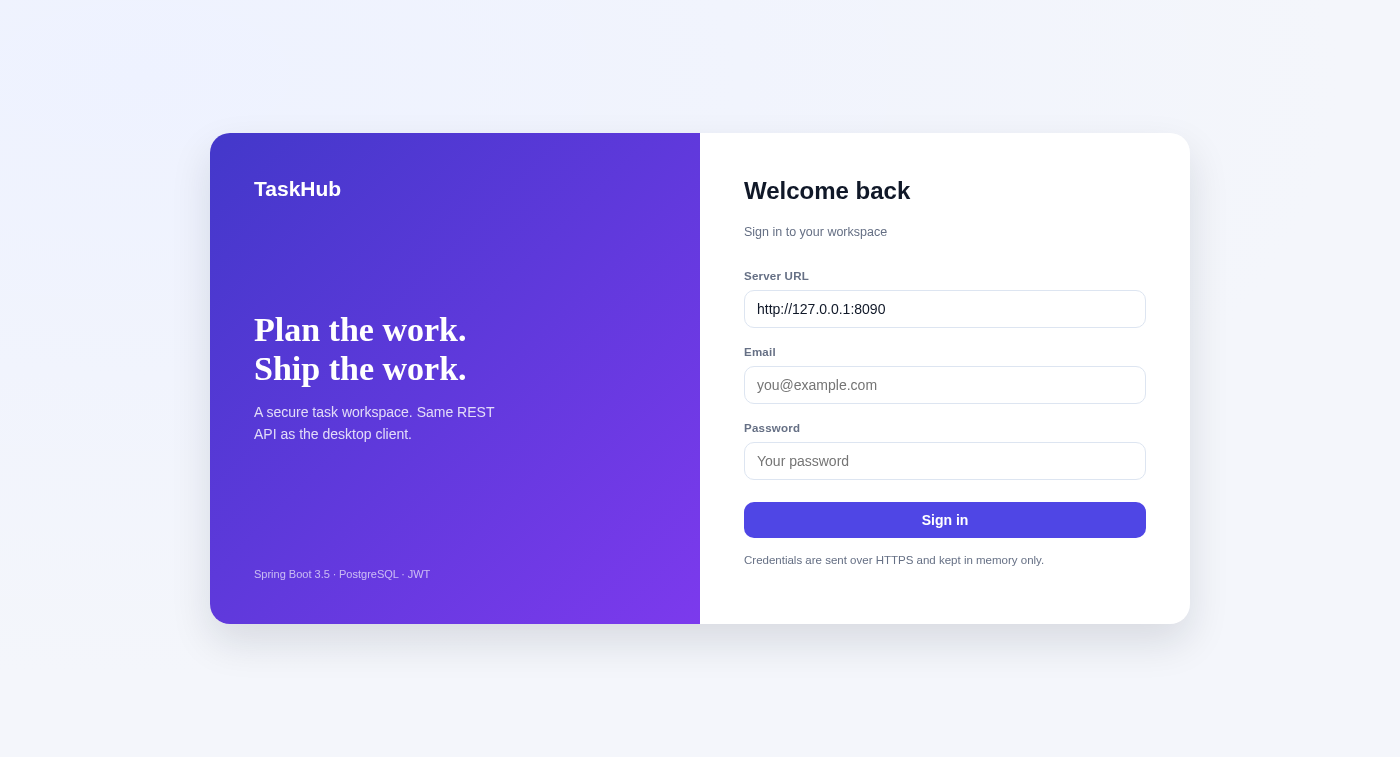 TaskHub
Plan the work.
Ship the work.
A secure task workspace. Same REST
API as the desktop client.
Spring Boot 3.5 · PostgreSQL · JWT
Welcome back
Sign in to your workspace
Server URL
http://127.0.0.1:8090
Email
you@example.com
Password
Your password
Sign in
Credentials are sent over HTTPS and kept in memory only.